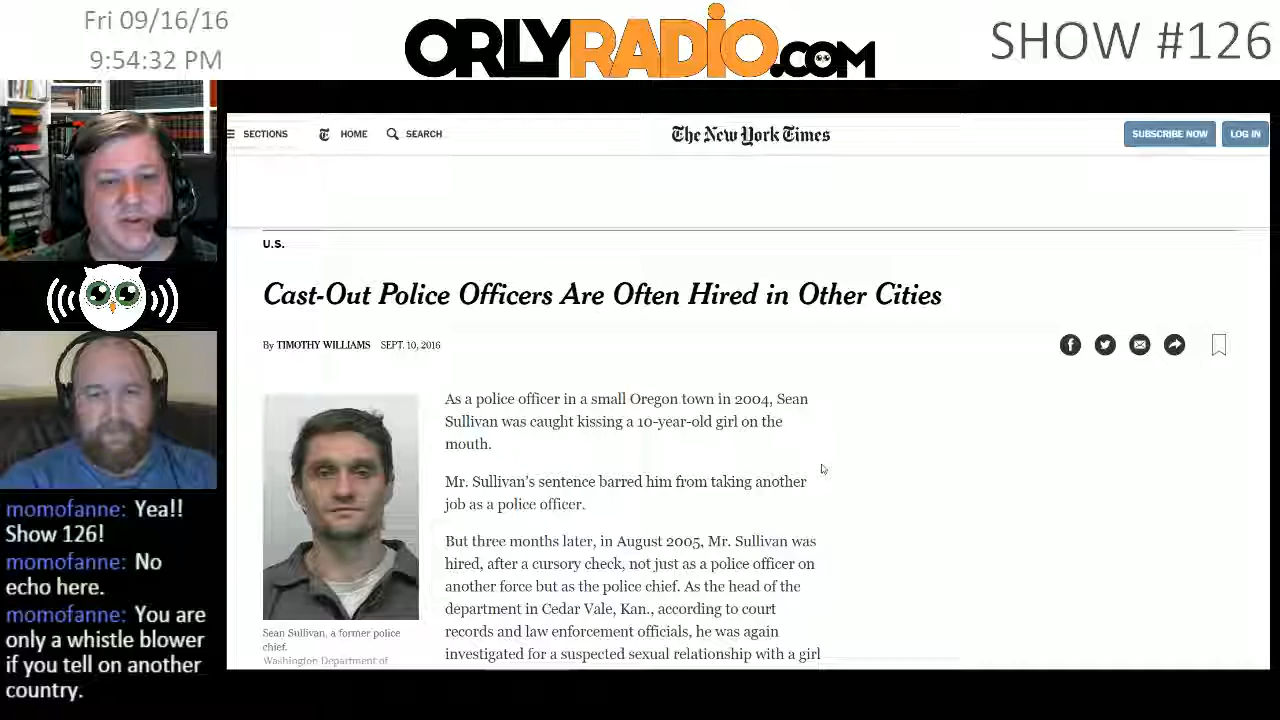 Fri 09/16/16
9:54:32 PM
ORLYRADIO.COM
SHOW #126
SECTIONS
HOME
SEARCH
The New York Times
SUBSCRIBE NOW
LOG IN
U.S.
Cast-Out Police Officers Are Often Hired in Other Cities
By TIMOTHY WILLIAMS SEPT. 10, 2016
As a police officer in a small Oregon town in 2004, Sean
Sullivan was caught kissing a 10-year-old girl on the
mouth.
Mr. Sullivan's sentence barred him from taking another
job as a police officer.
But three months later, in August 2005, Mr. Sullivan was
hired, after a cursory check, not just as a police officer on
another force but as the police chief. As the head of the
department in Cedar Vale, Kan., according to court
records and law enforcement officials, he was again
investigated for a suspected sexual relationship with a girl
Sean Sullivan, a former police
chief.
Washington Department of
momofanne: Yea!!
Show 126!
momofanne: No
echo here.
momofanne: You are
only a whistle blower
if you tell on another
country.